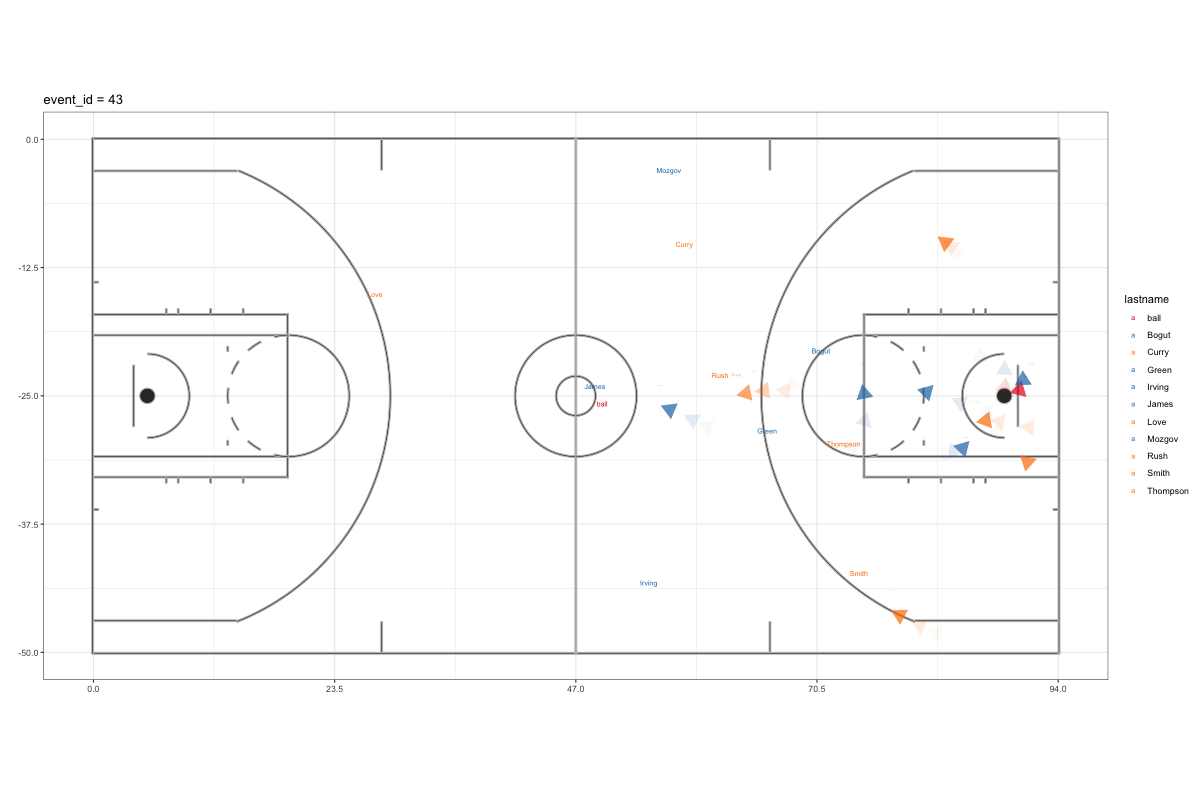 event_id = 43
0.0
-12.5
-25.0
-37.5
-50.0
0.0
23.5
47.0
70.5
94.0
Mozgov
Curry
Love
Bogut
Rush
James
ball
Green
Thompson
Smith
Irving
lastname
a ball
a Bogut
a Curry
a Green
a Irving
a James
a Love
a Mozgov
a Rush
a Smith
a Thompson